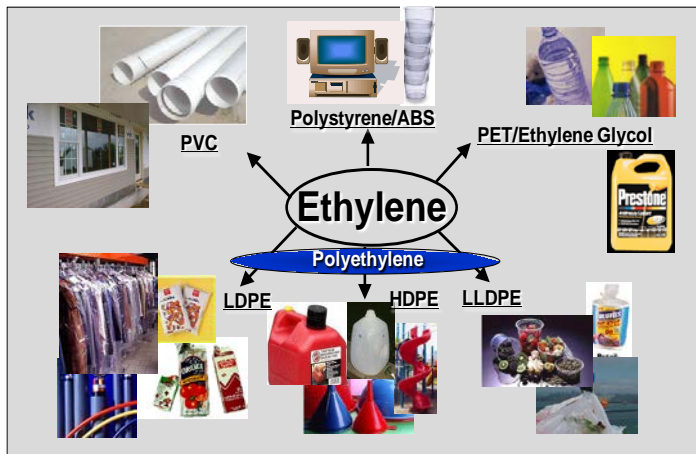 Polystyrene/ABS
PVC
PET/Ethylene Glycol
Ethylene
Prestone
Polyethylene
LDPE
HDPE
LLDPE